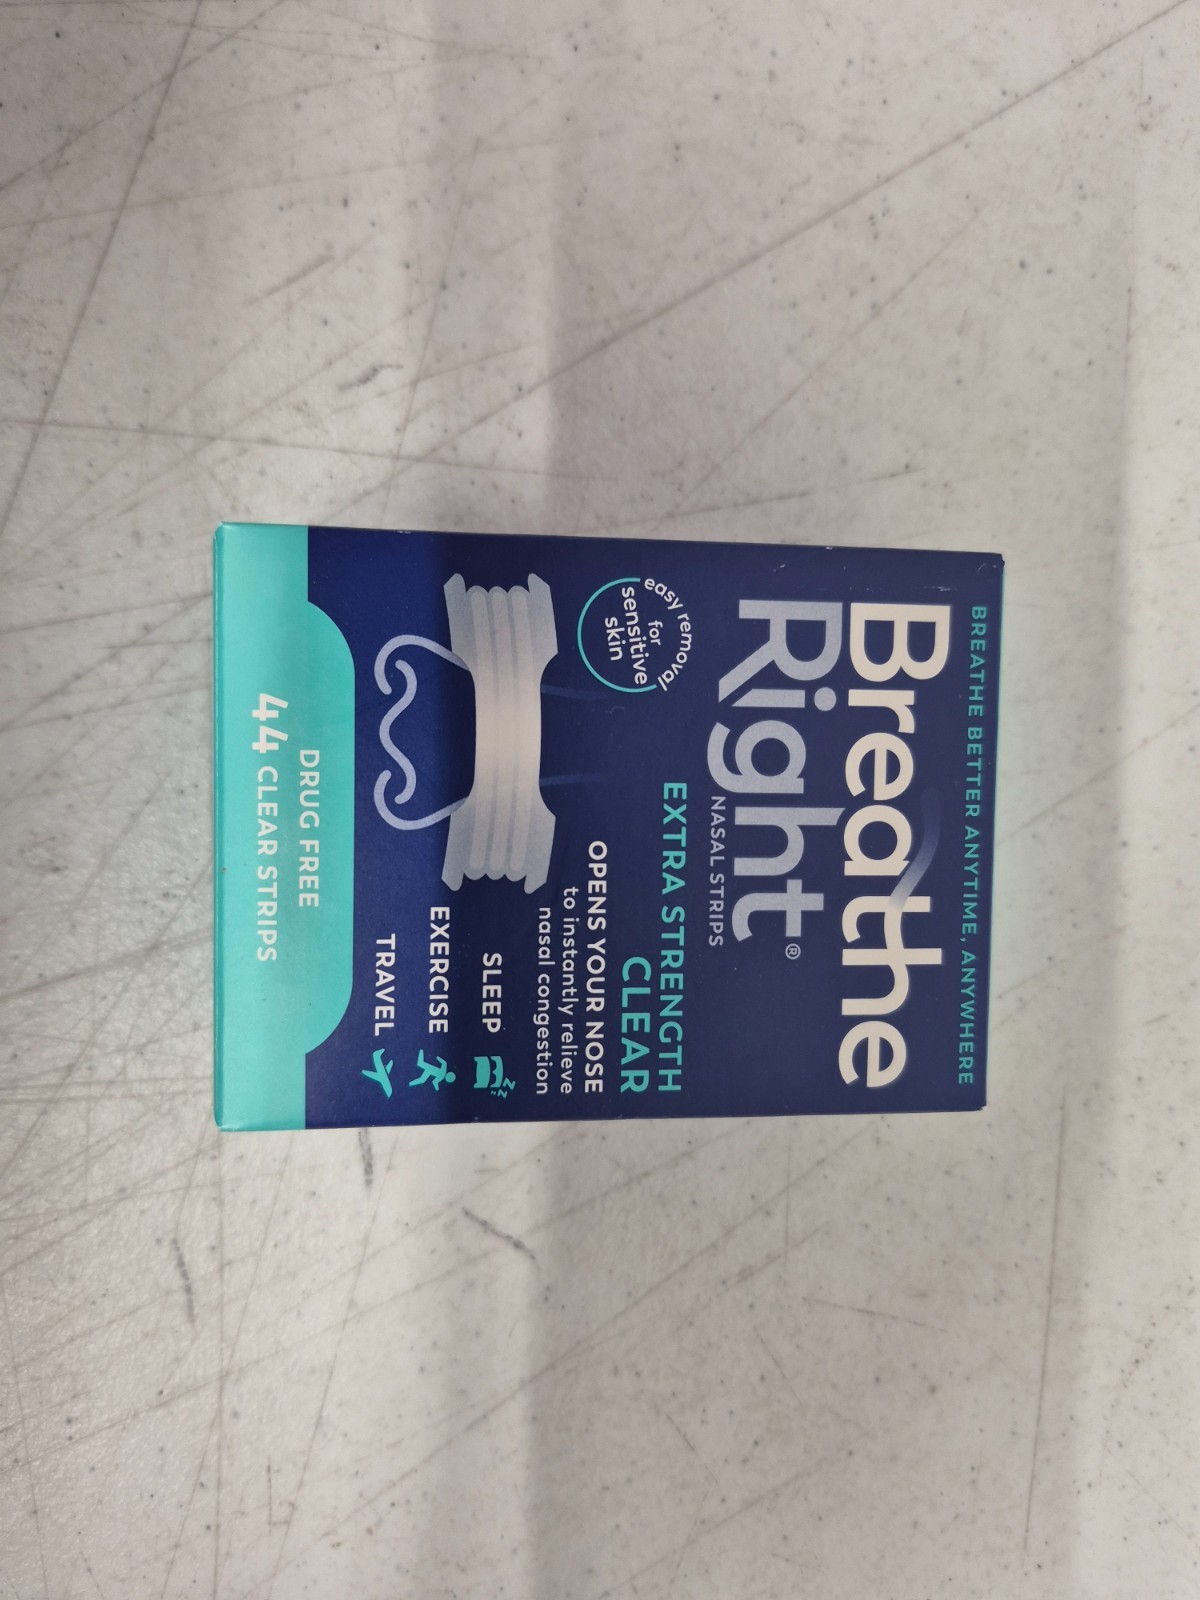 BREATHE BETTER ANYTIME, ANYWHERE
Breathe
Right®
NASAL STRIPS
EXTRA STRENGTH
CLEAR
easy removal
for
sensitive
skin
OPENS YOUR NOSE
to instantly relieve
nasal congestion
SLEEP
EXERCISE
TRAVEL
DRUG FREE
44 CLEAR STRIPS